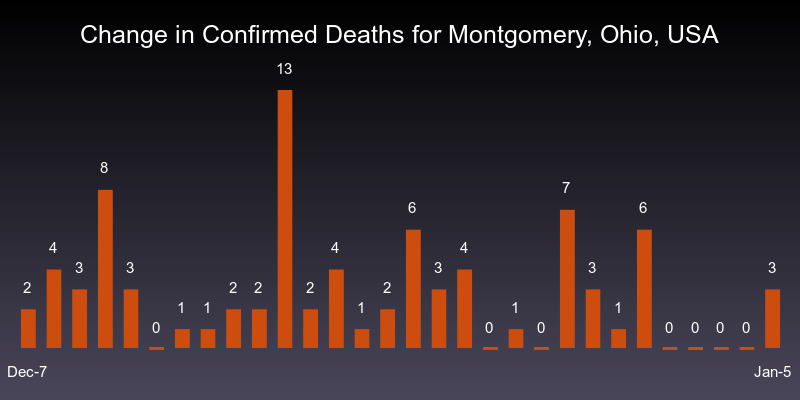 Change in Confirmed Deaths for Montgomery, Ohio, USA
2 4 3 8 3 0 1 1 2 2 13 2 4 1 2 6 3 4 0 1 0 7 3 1 6 0 0 0 0 3
Dec-7 Jan-5